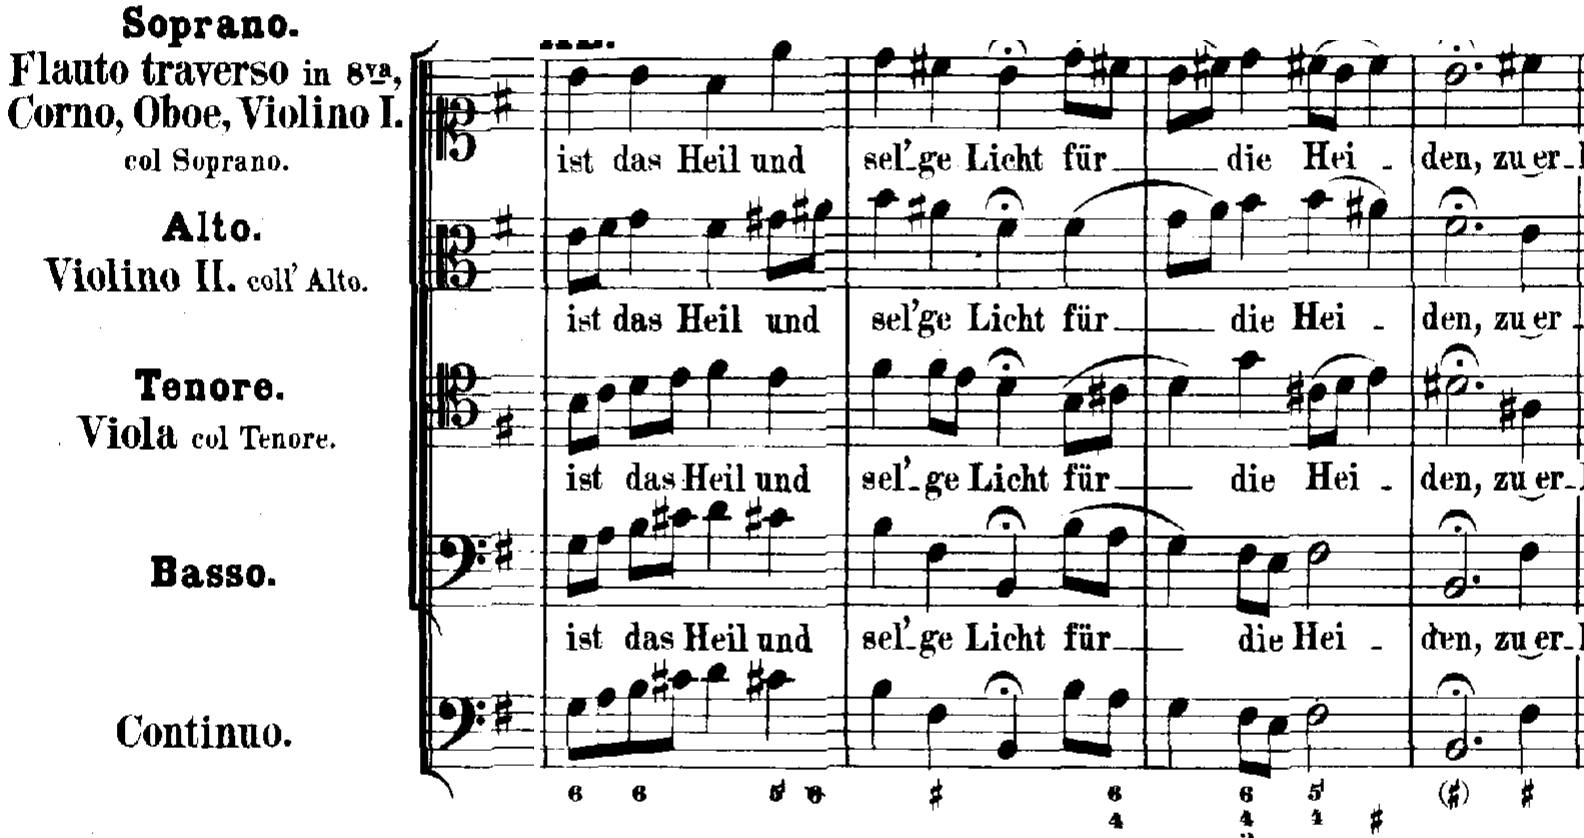 Soprano.
Flauto traverso in 8va,
Corno, Oboe, Violino I.
col Soprano.
ist das Heil und sel'ge Licht für die Hei - den, zu er-
Alto.
Violino II. coll' Alto.
ist das Heil und sel'ge Licht für die Hei - den, zu er
Tenore.
Viola col Tenore.
ist das Heil und sel'-ge Licht für die Hei - den, zu er-
Basso.
ist das Heil und sel'-ge Licht für die Hei - den, zu er-
Continuo.
6 6 5 6 ♯ 6 6 5 (♯) ♯
4 4 4 ♯